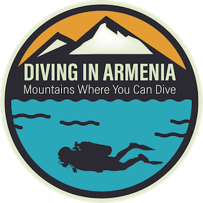 DIVING IN ARMENIA
Mountains Where You Can Dive